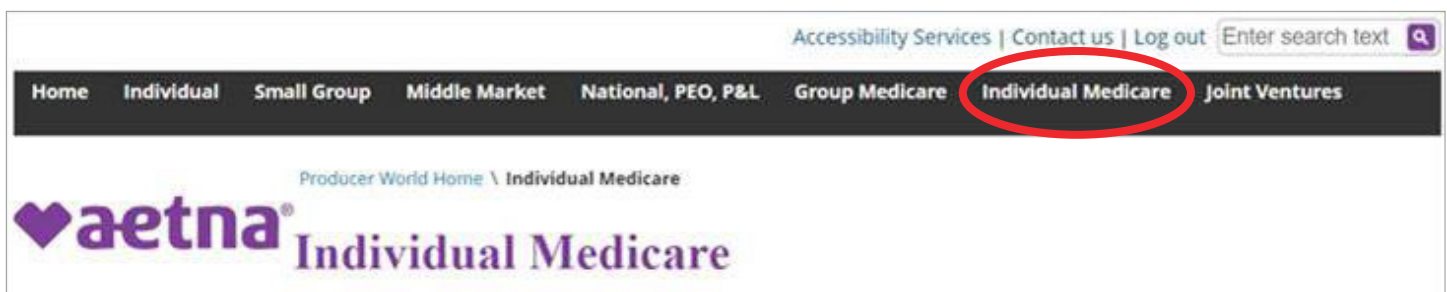 Accessibility Services | Contact us | Log out Enter search text
Home Individual Small Group Middle Market National, PEO, P&L Group Medicare Individual Medicare Joint Ventures
Producer World Home \ Individual Medicare
aetna®
Individual Medicare